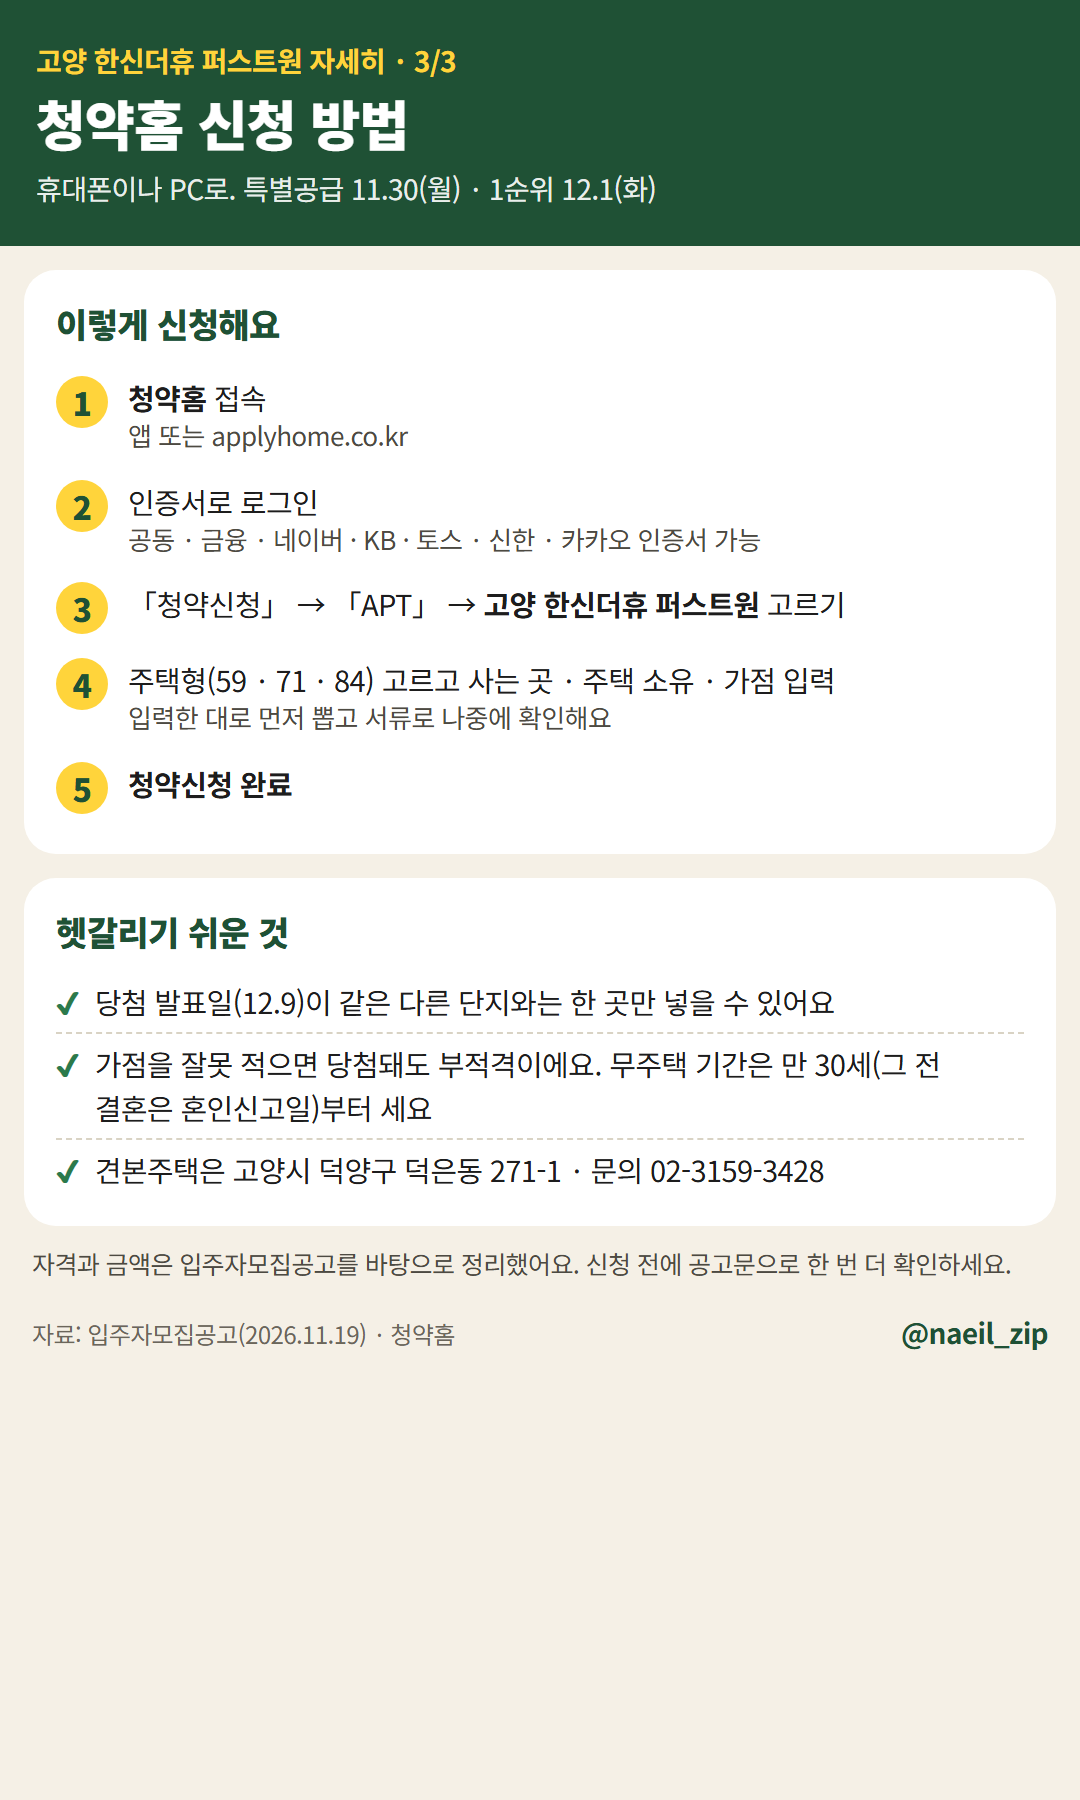 고양 한신더휴 퍼스트원 자세히 · 3/3
청약홈 신청 방법
휴대폰이나 PC로. 특별공급 11.30(월) · 1순위 12.1(화)
이렇게 신청해요
1 청약홈 접속
앱 또는 applyhome.co.kr
2 인증서로 로그인
공동 · 금융 · 네이버 · KB · 토스 · 신한 · 카카오 인증서 가능
3 「청약신청」 → 「APT」 → 고양 한신더휴 퍼스트원 고르기
4 주택형(59 · 71 · 84) 고르고 사는 곳 · 주택 소유 · 가점 입력
입력한 대로 먼저 뽑고 서류로 나중에 확인해요
5 청약신청 완료
헷갈리기 쉬운 것
✔ 당첨 발표일(12.9)이 같은 다른 단지와는 한 곳만 넣을 수 있어요
✔ 가점을 잘못 적으면 당첨돼도 부적격이에요. 무주택 기간은 만 30세(그 전
결혼은 혼인신고일)부터 세요
✔ 견본주택은 고양시 덕양구 덕은동 271-1 · 문의 02-3159-3428
자격과 금액은 입주자모집공고를 바탕으로 정리했어요. 신청 전에 공고문으로 한 번 더 확인하세요.
자료: 입주자모집공고(2026.11.19) · 청약홈
@naeil_zip